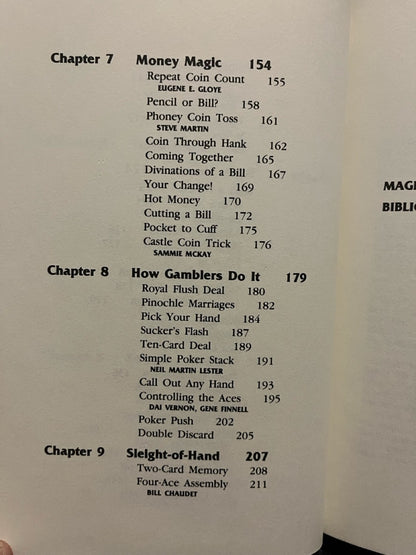 Chapter 7 Money Magic 154
Repeat Coin Count 155
EUGENE E. GLOYE
Pencil or Bill? 158
Phoney Coin Toss 161
STEVE MARTIN
Coin Through Hank 162
Coming Together 165
Divinations of a Bill 167
Your Change! 169
Hot Money 170
Cutting a Bill 172
Pocket to Cuff 175
Castle Coin Trick 176
SAMMIE MCKAY
Chapter 8 How Gamblers Do It 179
Royal Flush Deal 180
Pinochle Marriages 182
Pick Your Hand 184
Sucker's Flash 187
Ten-Card Deal 189
Simple Poker Stack 191
NEIL MARTIN LESTER
Call Out Any Hand 193
Controlling the Aces 195
DAI VERNON, GENE FINNELL
Poker Push 202
Double Discard 205
Chapter 9 Sleight-of-Hand 207
Two-Card Memory 208
Four-Ace Assembly 211
BILL CHAUDET
MAGI
BIBLIO